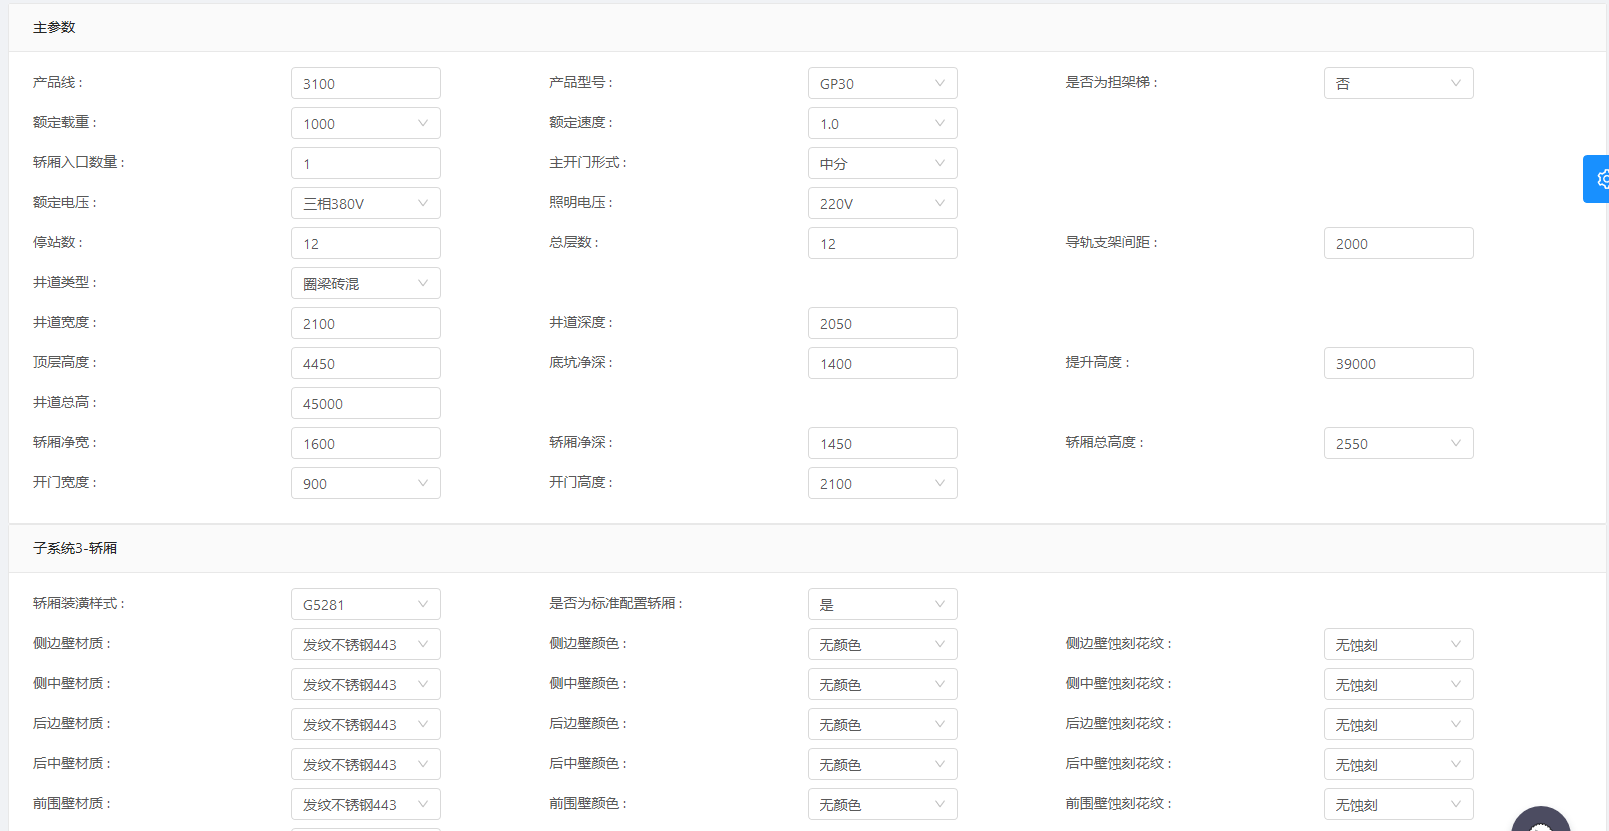 主参数
产品线： 3100 产品型号： GP30 是否为担架梯： 否
额定载重： 1000 额定速度： 1.0
轿厢入口数量： 1 主开门形式： 中分
额定电压： 三相380V 照明电压： 220V
停站数： 12 总层数： 12 导轨支架间距： 2000
井道类型： 圈梁砖混
井道宽度： 2100 井道深度： 2050
顶层高度： 4450 底坑净深： 1400 提升高度： 39000
井道总高： 45000
轿厢净宽： 1600 轿厢净深： 1450 轿厢总高度： 2550
开门宽度： 900 开门高度： 2100
子系统3-轿厢
轿厢装潢样式： G5281 是否为标准配置轿厢： 是
侧边壁材质： 发纹不锈钢443 侧边壁颜色： 无颜色 侧边壁蚀刻花纹： 无蚀刻
侧中壁材质： 发纹不锈钢443 侧中壁颜色： 无颜色 侧中壁蚀刻花纹： 无蚀刻
后边壁材质： 发纹不锈钢443 后边壁颜色： 无颜色 后边壁蚀刻花纹： 无蚀刻
后中壁材质： 发纹不锈钢443 后中壁颜色： 无颜色 后中壁蚀刻花纹： 无蚀刻
前围壁材质： 发纹不锈钢443 前围壁颜色： 无颜色 前围壁蚀刻花纹： 无蚀刻